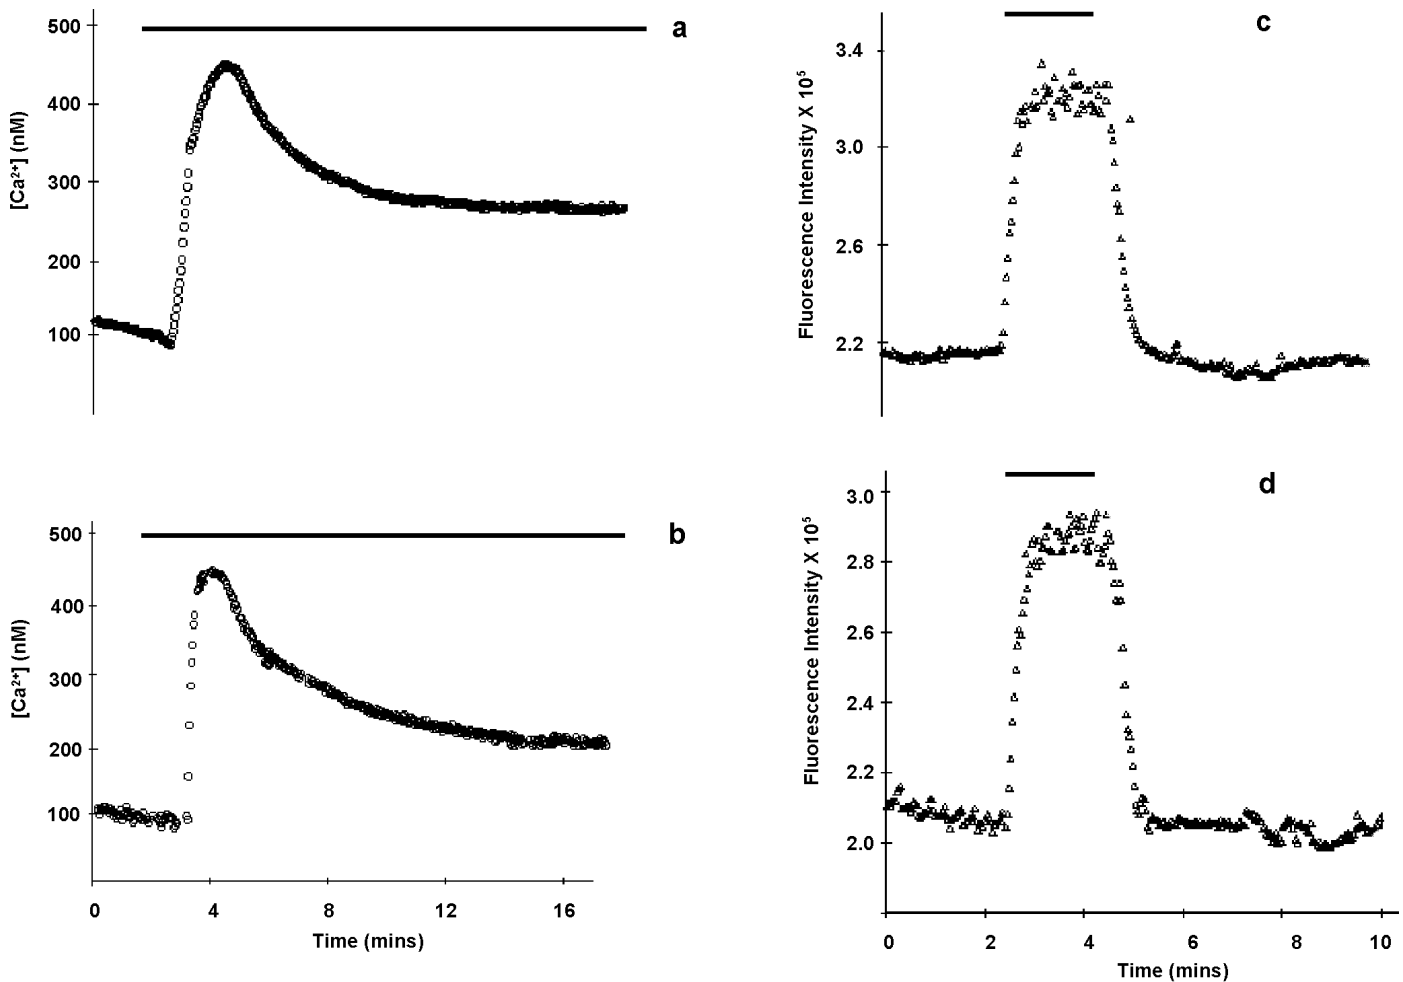 a
500
400
300
200
100
[Ca²⁺] (nM)
b
500
400
300
200
100
[Ca²⁺] (nM)
0 4 8 12 16
Time (mins)
c
3.4
3.0
2.6
2.2
Fluorescence Intensity X 10⁵
d
3.0
2.8
2.6
2.4
2.2
2.0
Fluorescence Intensity X 10⁵
0 2 4 6 8 10
Time (mins)